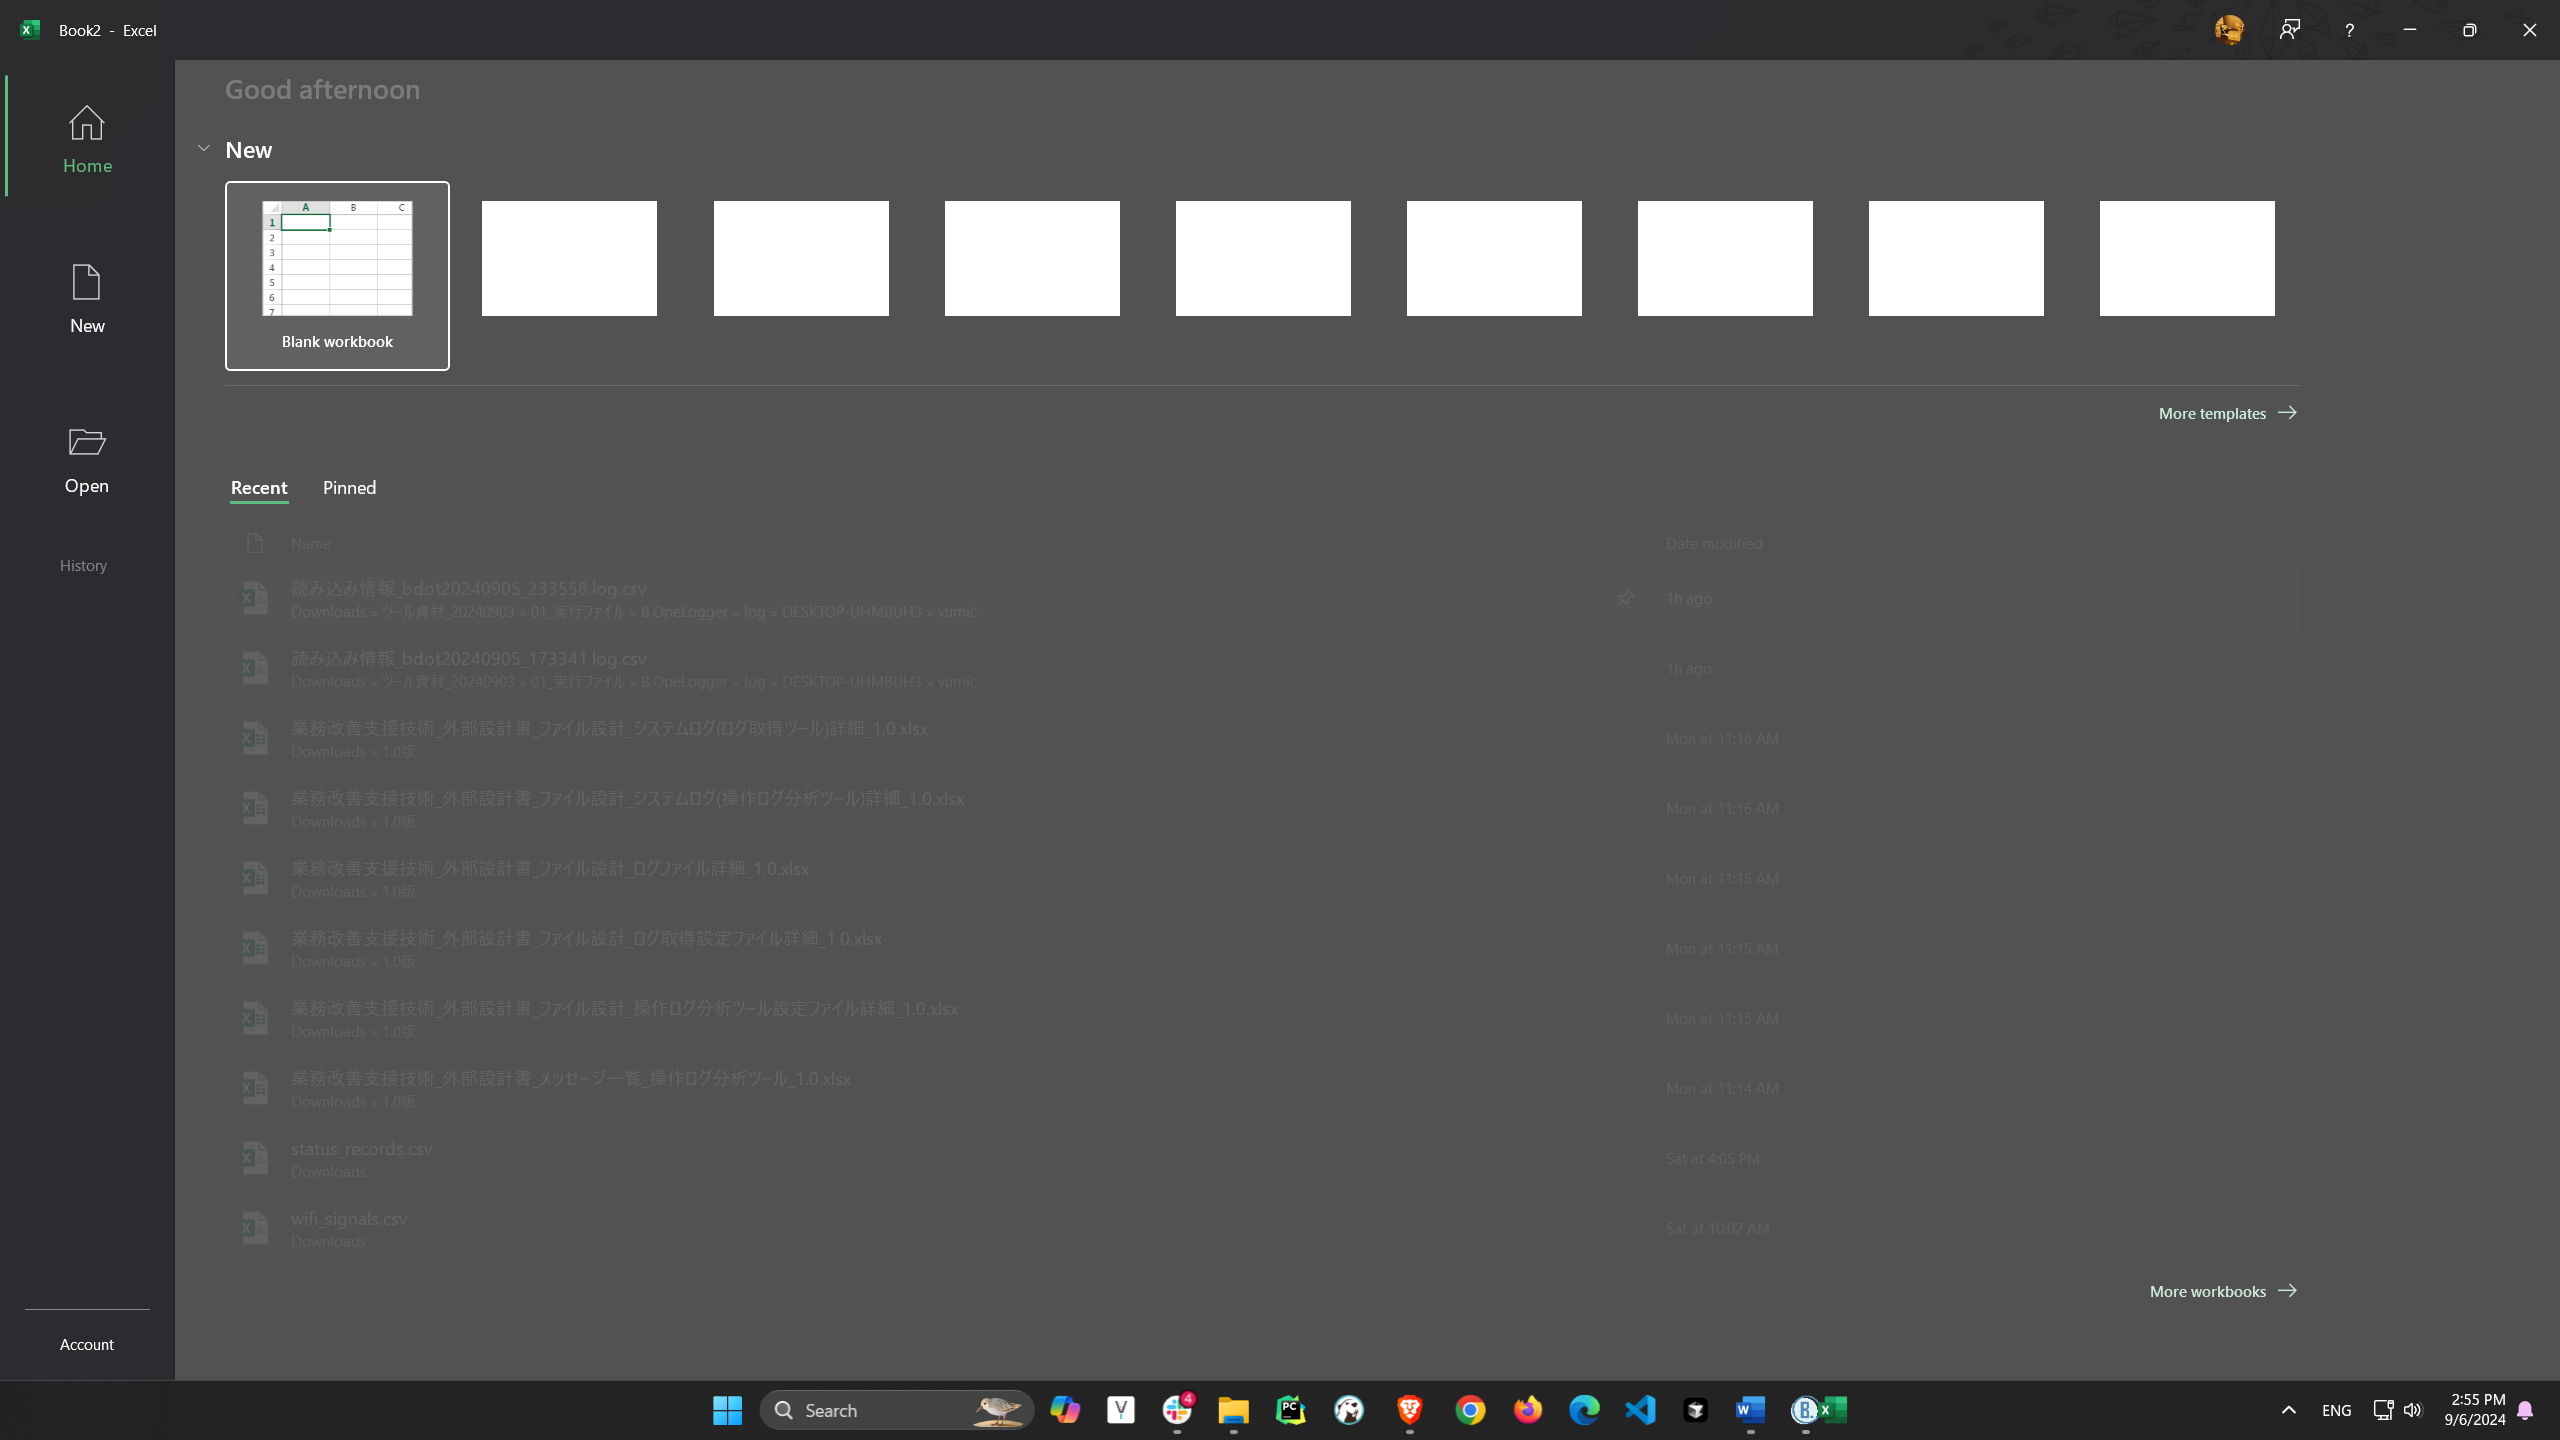 Book2 - Excel
Good afternoon
Home
New
Open
History
Account
New
A B C
1
2
3
4
5
6
7
Blank workbook
More templates
Recent Pinned
Name Date modified
読み込み情報_bdot20240905_233558.log.csv
Downloads » ツール資材_20240903 » 01_実行ファイル » B.OpeLogger » log » DESKTOP-UHMBUH3 » vumic
1h ago
読み込み情報_bdot20240905_173341.log.csv
Downloads » ツール資材_20240903 » 01_実行ファイル » B.OpeLogger » log » DESKTOP-UHMBUH3 » vumic
1h ago
業務改善支援技術_外部設計書_ファイル設計_システムログ(ログ取得ツール)詳細_1.0.xlsx
Downloads » 1.0版
Mon at 11:16 AM
業務改善支援技術_外部設計書_ファイル設計_システムログ(操作ログ分析ツール)詳細_1.0.xlsx
Downloads » 1.0版
Mon at 11:16 AM
業務改善支援技術_外部設計書_ファイル設計_ログファイル詳細_1.0.xlsx
Downloads » 1.0版
Mon at 11:15 AM
業務改善支援技術_外部設計書_ファイル設計_ログ取得設定ファイル詳細_1.0.xlsx
Downloads » 1.0版
Mon at 11:15 AM
業務改善支援技術_外部設計書_ファイル設計_操作ログ分析ツール設定ファイル詳細_1.0.xlsx
Downloads » 1.0版
Mon at 11:15 AM
業務改善支援技術_外部設計書_メッセージ一覧_操作ログ分析ツール_1.0.xlsx
Downloads » 1.0版
Mon at 11:14 AM
status_records.csv
Downloads
Sat at 4:05 PM
wifi_signals.csv
Downloads
Sat at 10:02 AM
More workbooks
Search
4
ENG
2:55 PM
9/6/2024